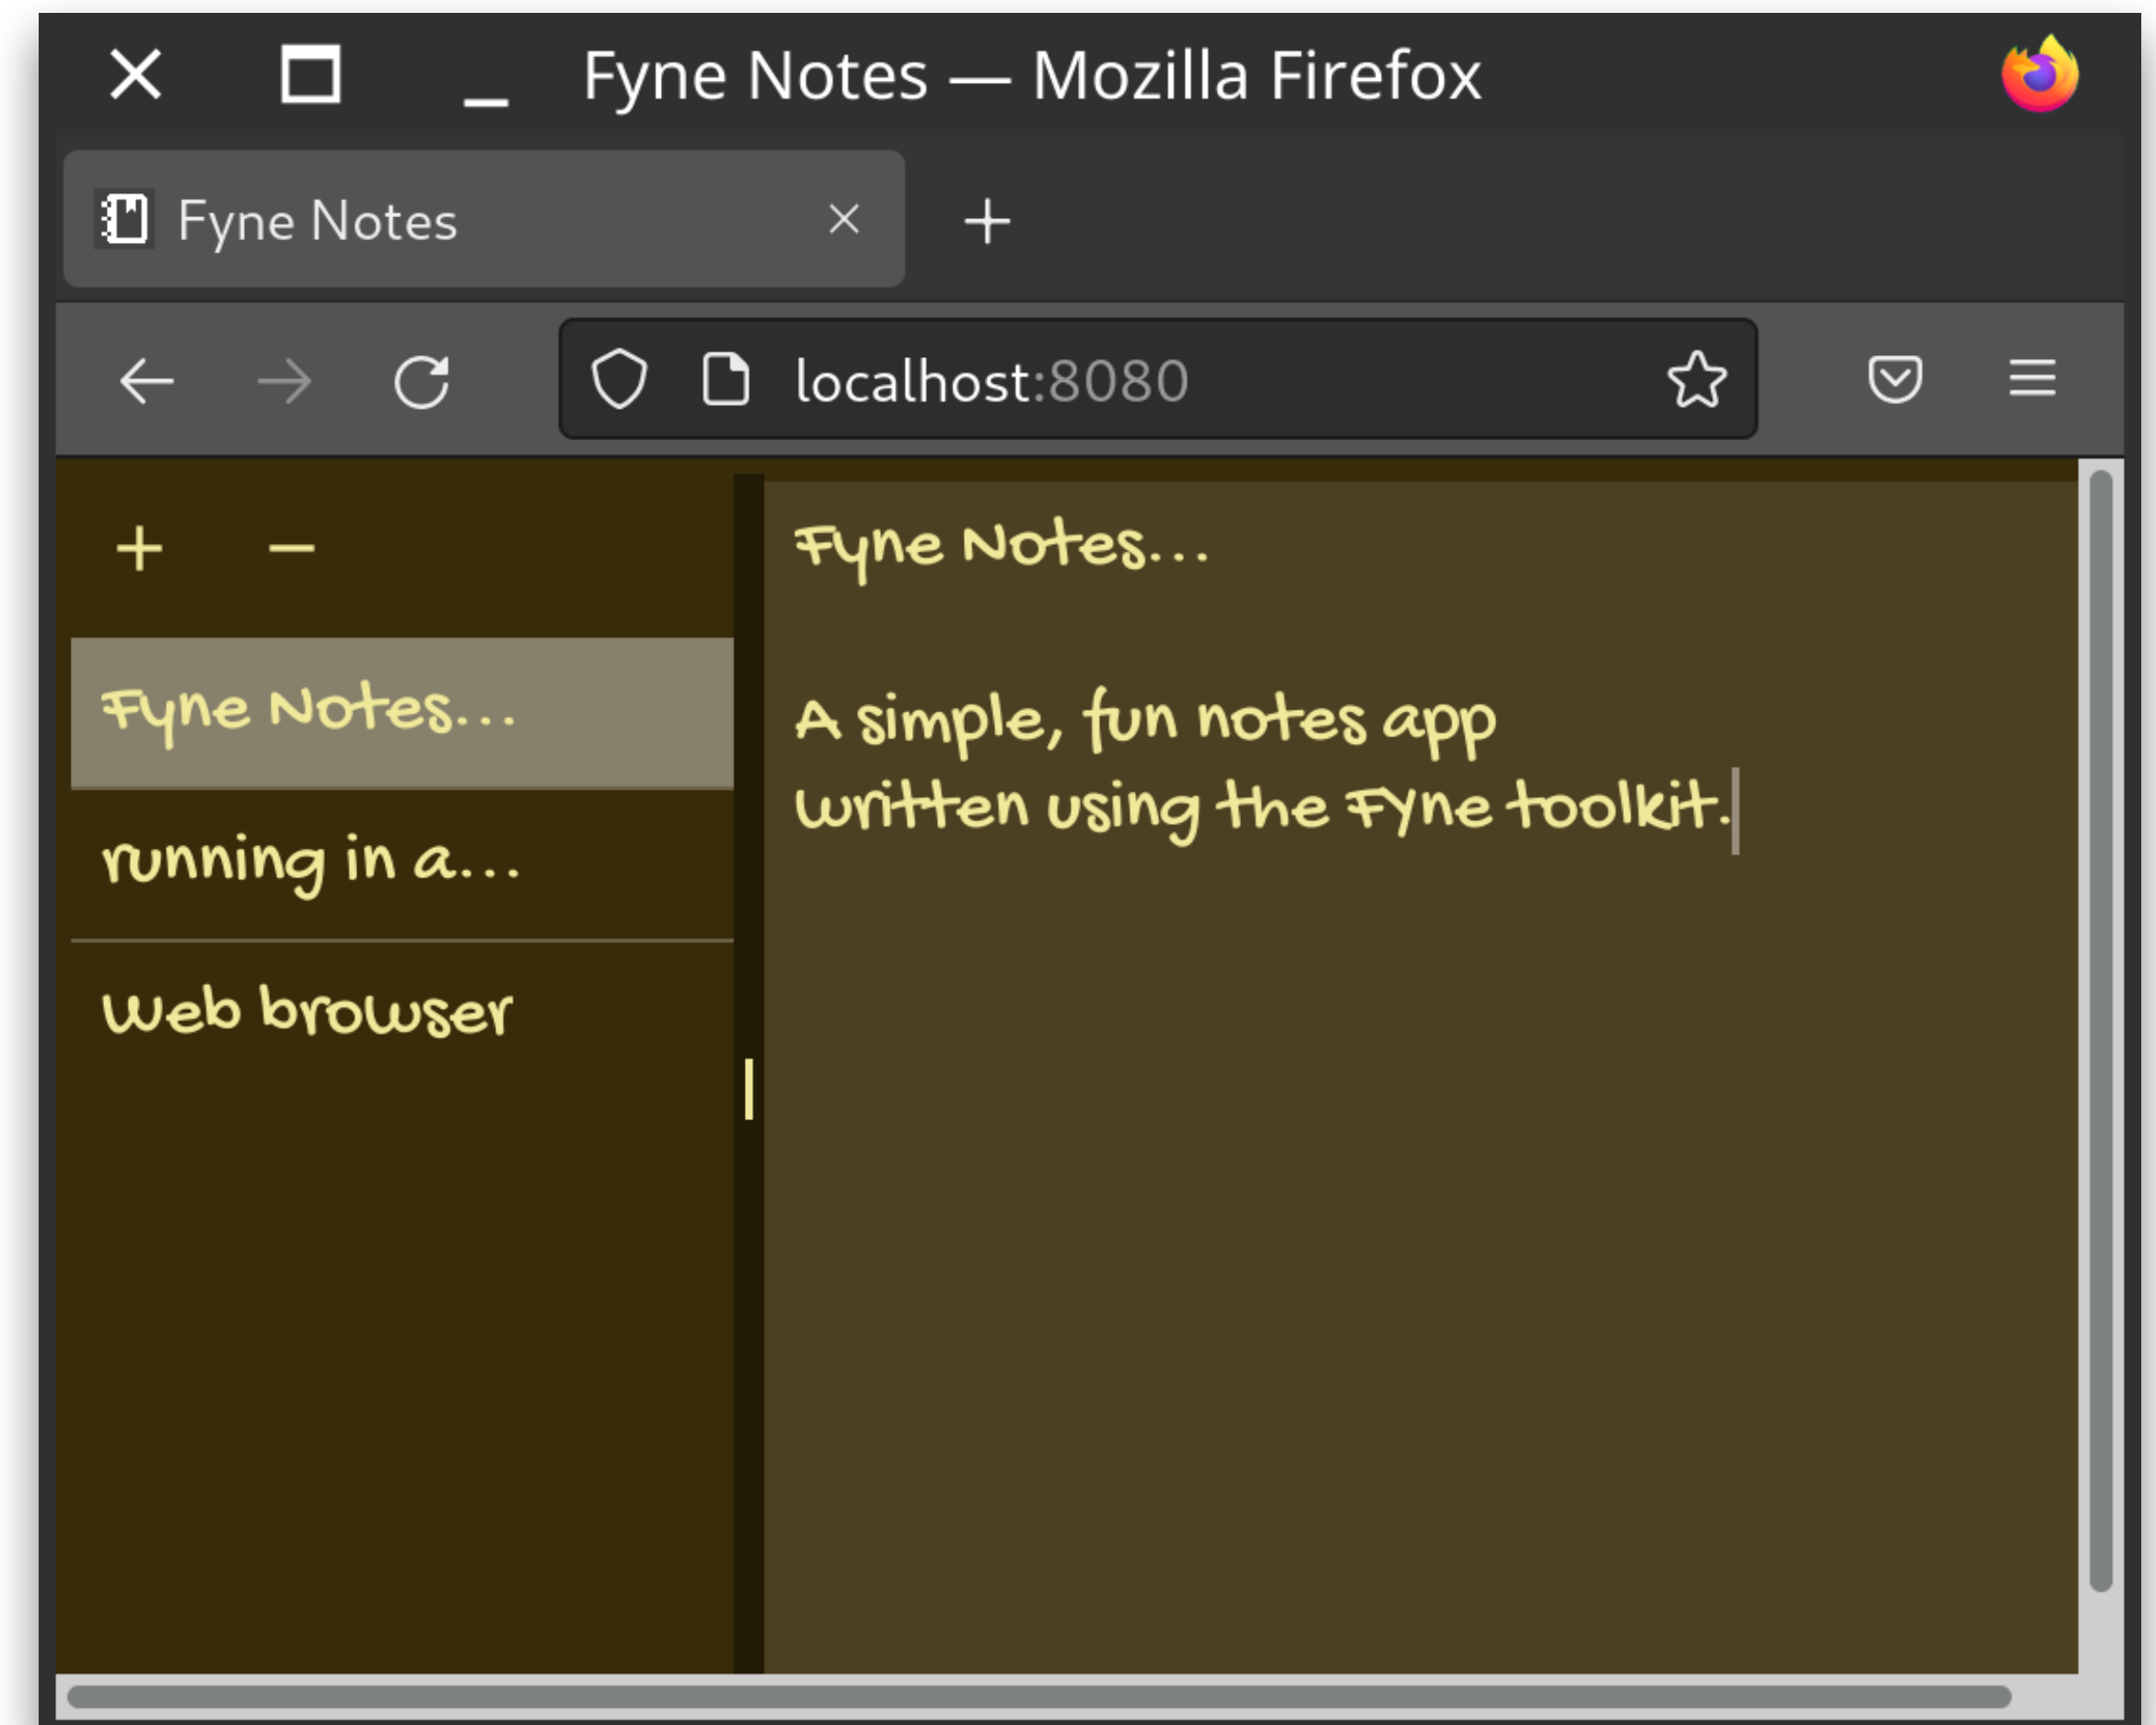 Fyne Notes — Mozilla Firefox
Fyne Notes
localhost:8080
Fyne Notes...
running in a...
Web browser
Fyne Notes...
A simple, fun notes app
written using the Fyne toolkit.